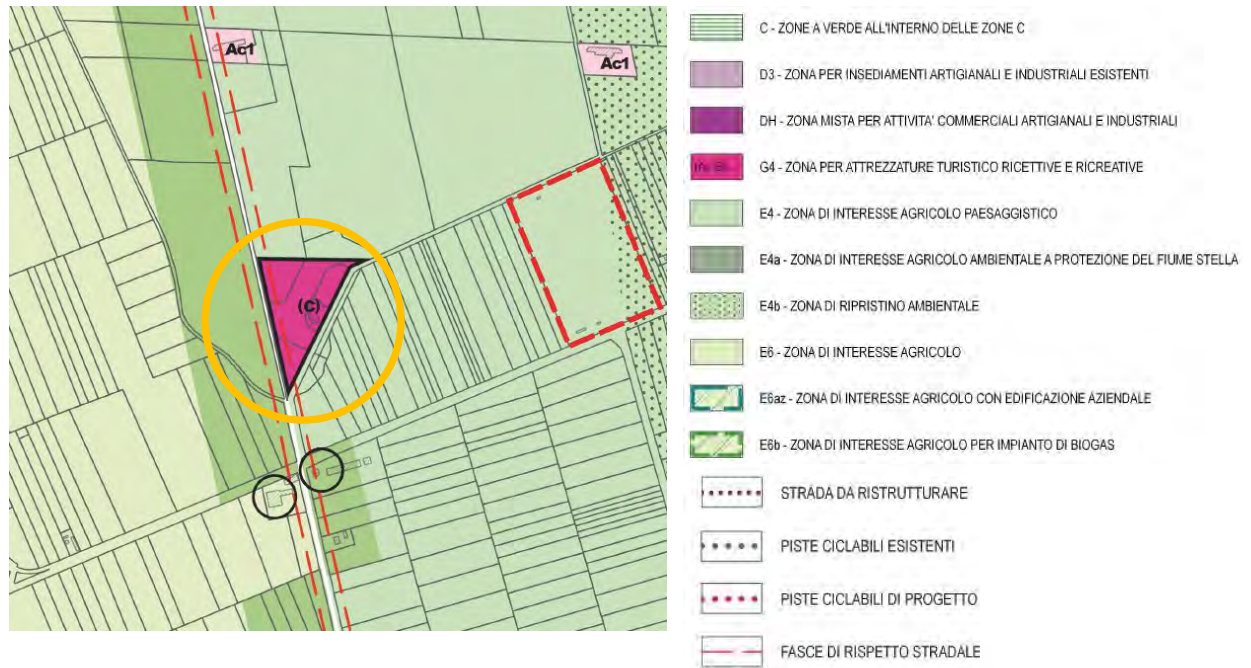 Ac1
Ac1
(c)
C - ZONE A VERDE ALL'INTERNO DELLE ZONE C
D3 - ZONA PER INSEDIAMENTI ARTIGIANALI E INDUSTRIALI ESISTENTI
DH - ZONA MISTA PER ATTIVITA' COMMERCIALI ARTIGIANALI E INDUSTRIALI
G4 - ZONA PER ATTREZZATURE TURISTICO RICETTIVE E RICREATIVE
E4 - ZONA DI INTERESSE AGRICOLO PAESAGGISTICO
E4a - ZONA DI INTERESSE AGRICOLO AMBIENTALE A PROTEZIONE DEL FIUME STELLA
E4b - ZONA DI RIPRISTINO AMBIENTALE
E6 - ZONA DI INTERESSE AGRICOLO
E6az - ZONA DI INTERESSE AGRICOLO CON EDIFICAZIONE AZIENDALE
E6b - ZONA DI INTERESSE AGRICOLO PER IMPIANTO DI BIOGAS
STRADA DA RISTRUTTURARE
PISTE CICLABILI ESISTENTI
PISTE CICLABILI DI PROGETTO
FASCE DI RISPETTO STRADALE